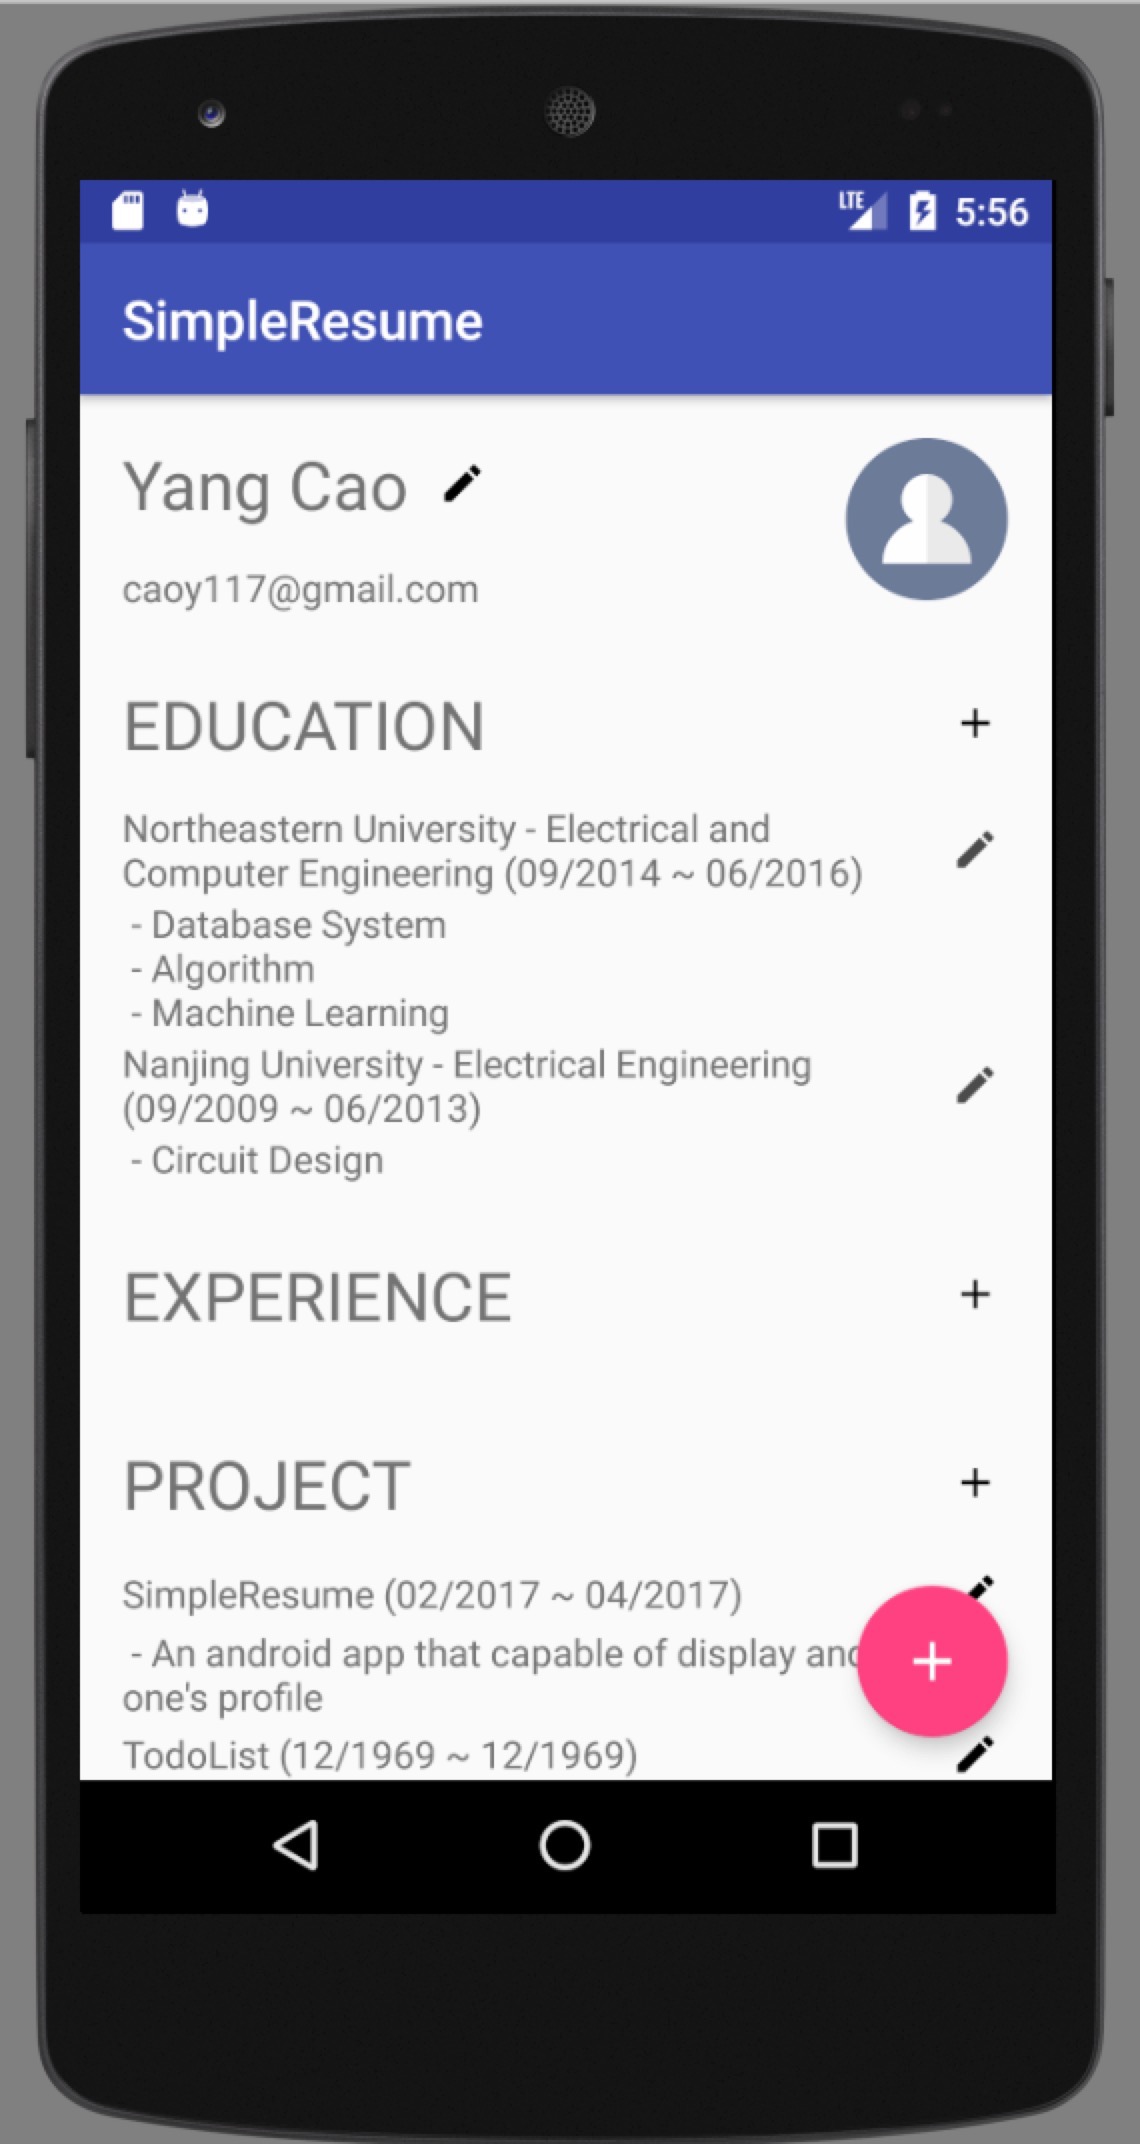 LTE 5:56
SimpleResume
Yang Cao
caoy117@gmail.com
EDUCATION +
Northeastern University - Electrical and
Computer Engineering (09/2014 ~ 06/2016)
- Database System
- Algorithm
- Machine Learning
Nanjing University - Electrical Engineering
(09/2009 ~ 06/2013)
- Circuit Design
EXPERIENCE +
PROJECT +
SimpleResume (02/2017 ~ 04/2017)
- An android app that capable of display and
one's profile
+
TodoList (12/1969 ~ 12/1969)